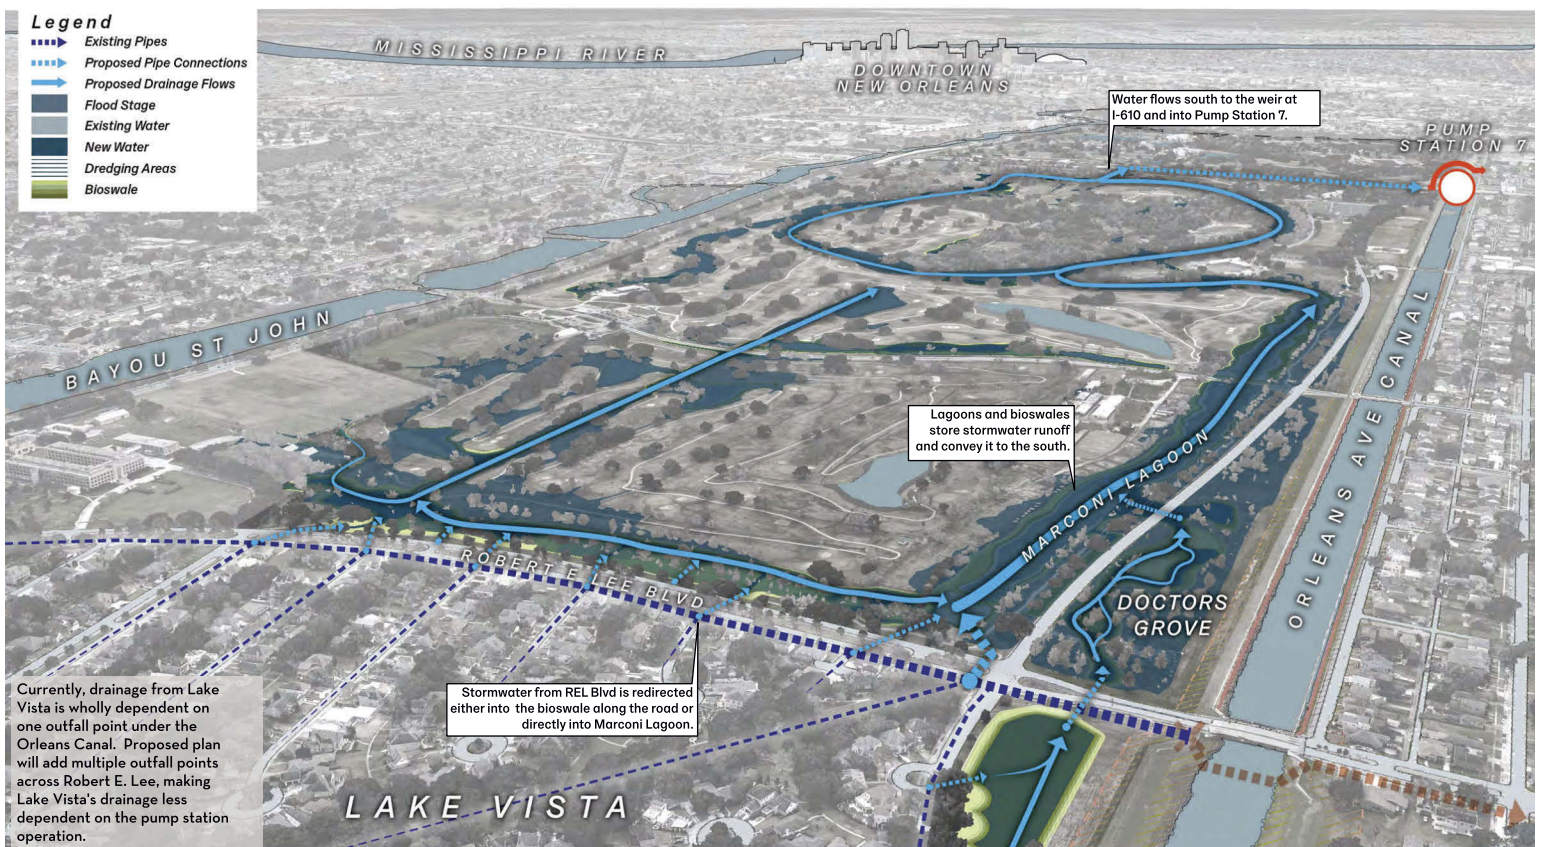 Legend
Existing Pipes
Proposed Pipe Connections
Proposed Drainage Flows
Flood Stage
Existing Water
New Water
Dredging Areas
Bioswale
MISSISSIPPI RIVER
DOWNTOWN
NEW ORLEANS
Water flows south to the weir at
I-610 and into Pump Station 7.
PUMP
STATION 7
BAYOU ST JOHN
ORLEANS AVE CANAL
Lagoons and bioswales
store stormwater runoff
and convey it to the south.
MARCONI LAGOON
ROBERT E LEE BLVD
DOCTORS
GROVE
Stormwater from REL Blvd is redirected
either into the bioswale along the road or
directly into Marconi Lagoon.
Currently, drainage from Lake
Vista is wholly dependent on
one outfall point under the
Orleans Canal. Proposed plan
will add multiple outfall points
across Robert E. Lee, making
Lake Vista's drainage less
dependent on the pump station
operation.
LAKE VISTA